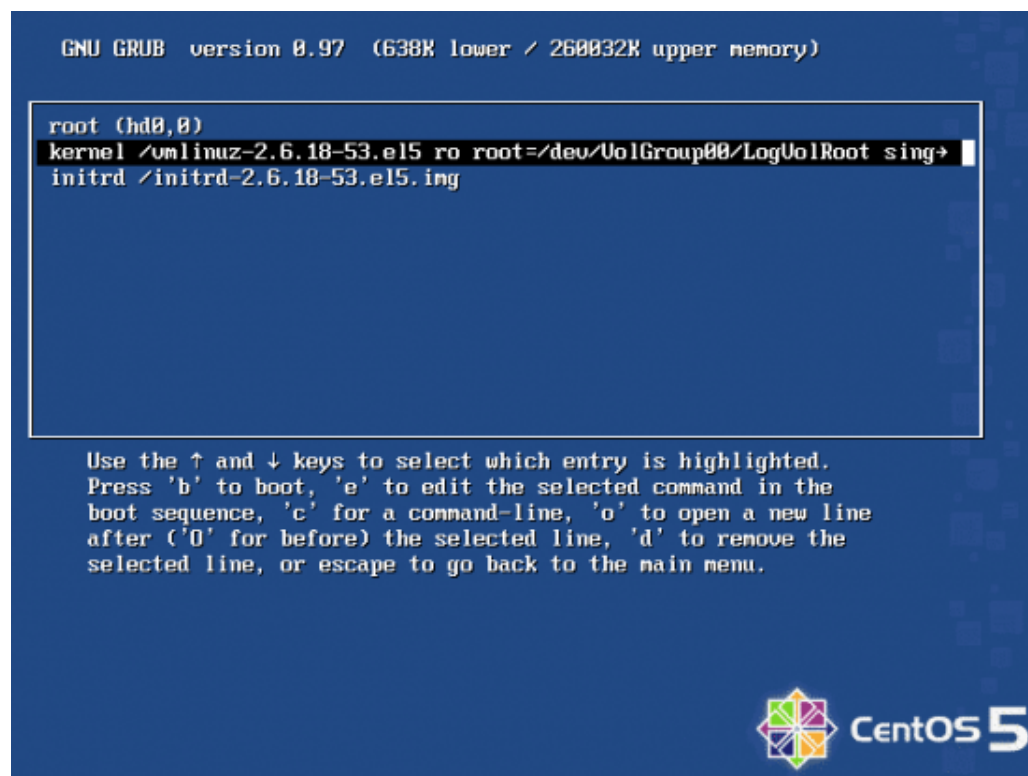 GNU GRUB version 0.97 (638K lower / 260032K upper memory)
root (hd0,0)
kernel /vmlinuz-2.6.18-53.el5 ro root=/dev/VolGroup00/LogVolRoot sing→
initrd /initrd-2.6.18-53.el5.img
Use the ↑ and ↓ keys to select which entry is highlighted.
Press 'b' to boot, 'e' to edit the selected command in the
boot sequence, 'c' for a command-line, 'o' to open a new line
after ('O' for before) the selected line, 'd' to remove the
selected line, or escape to go back to the main menu.
CentOS 5